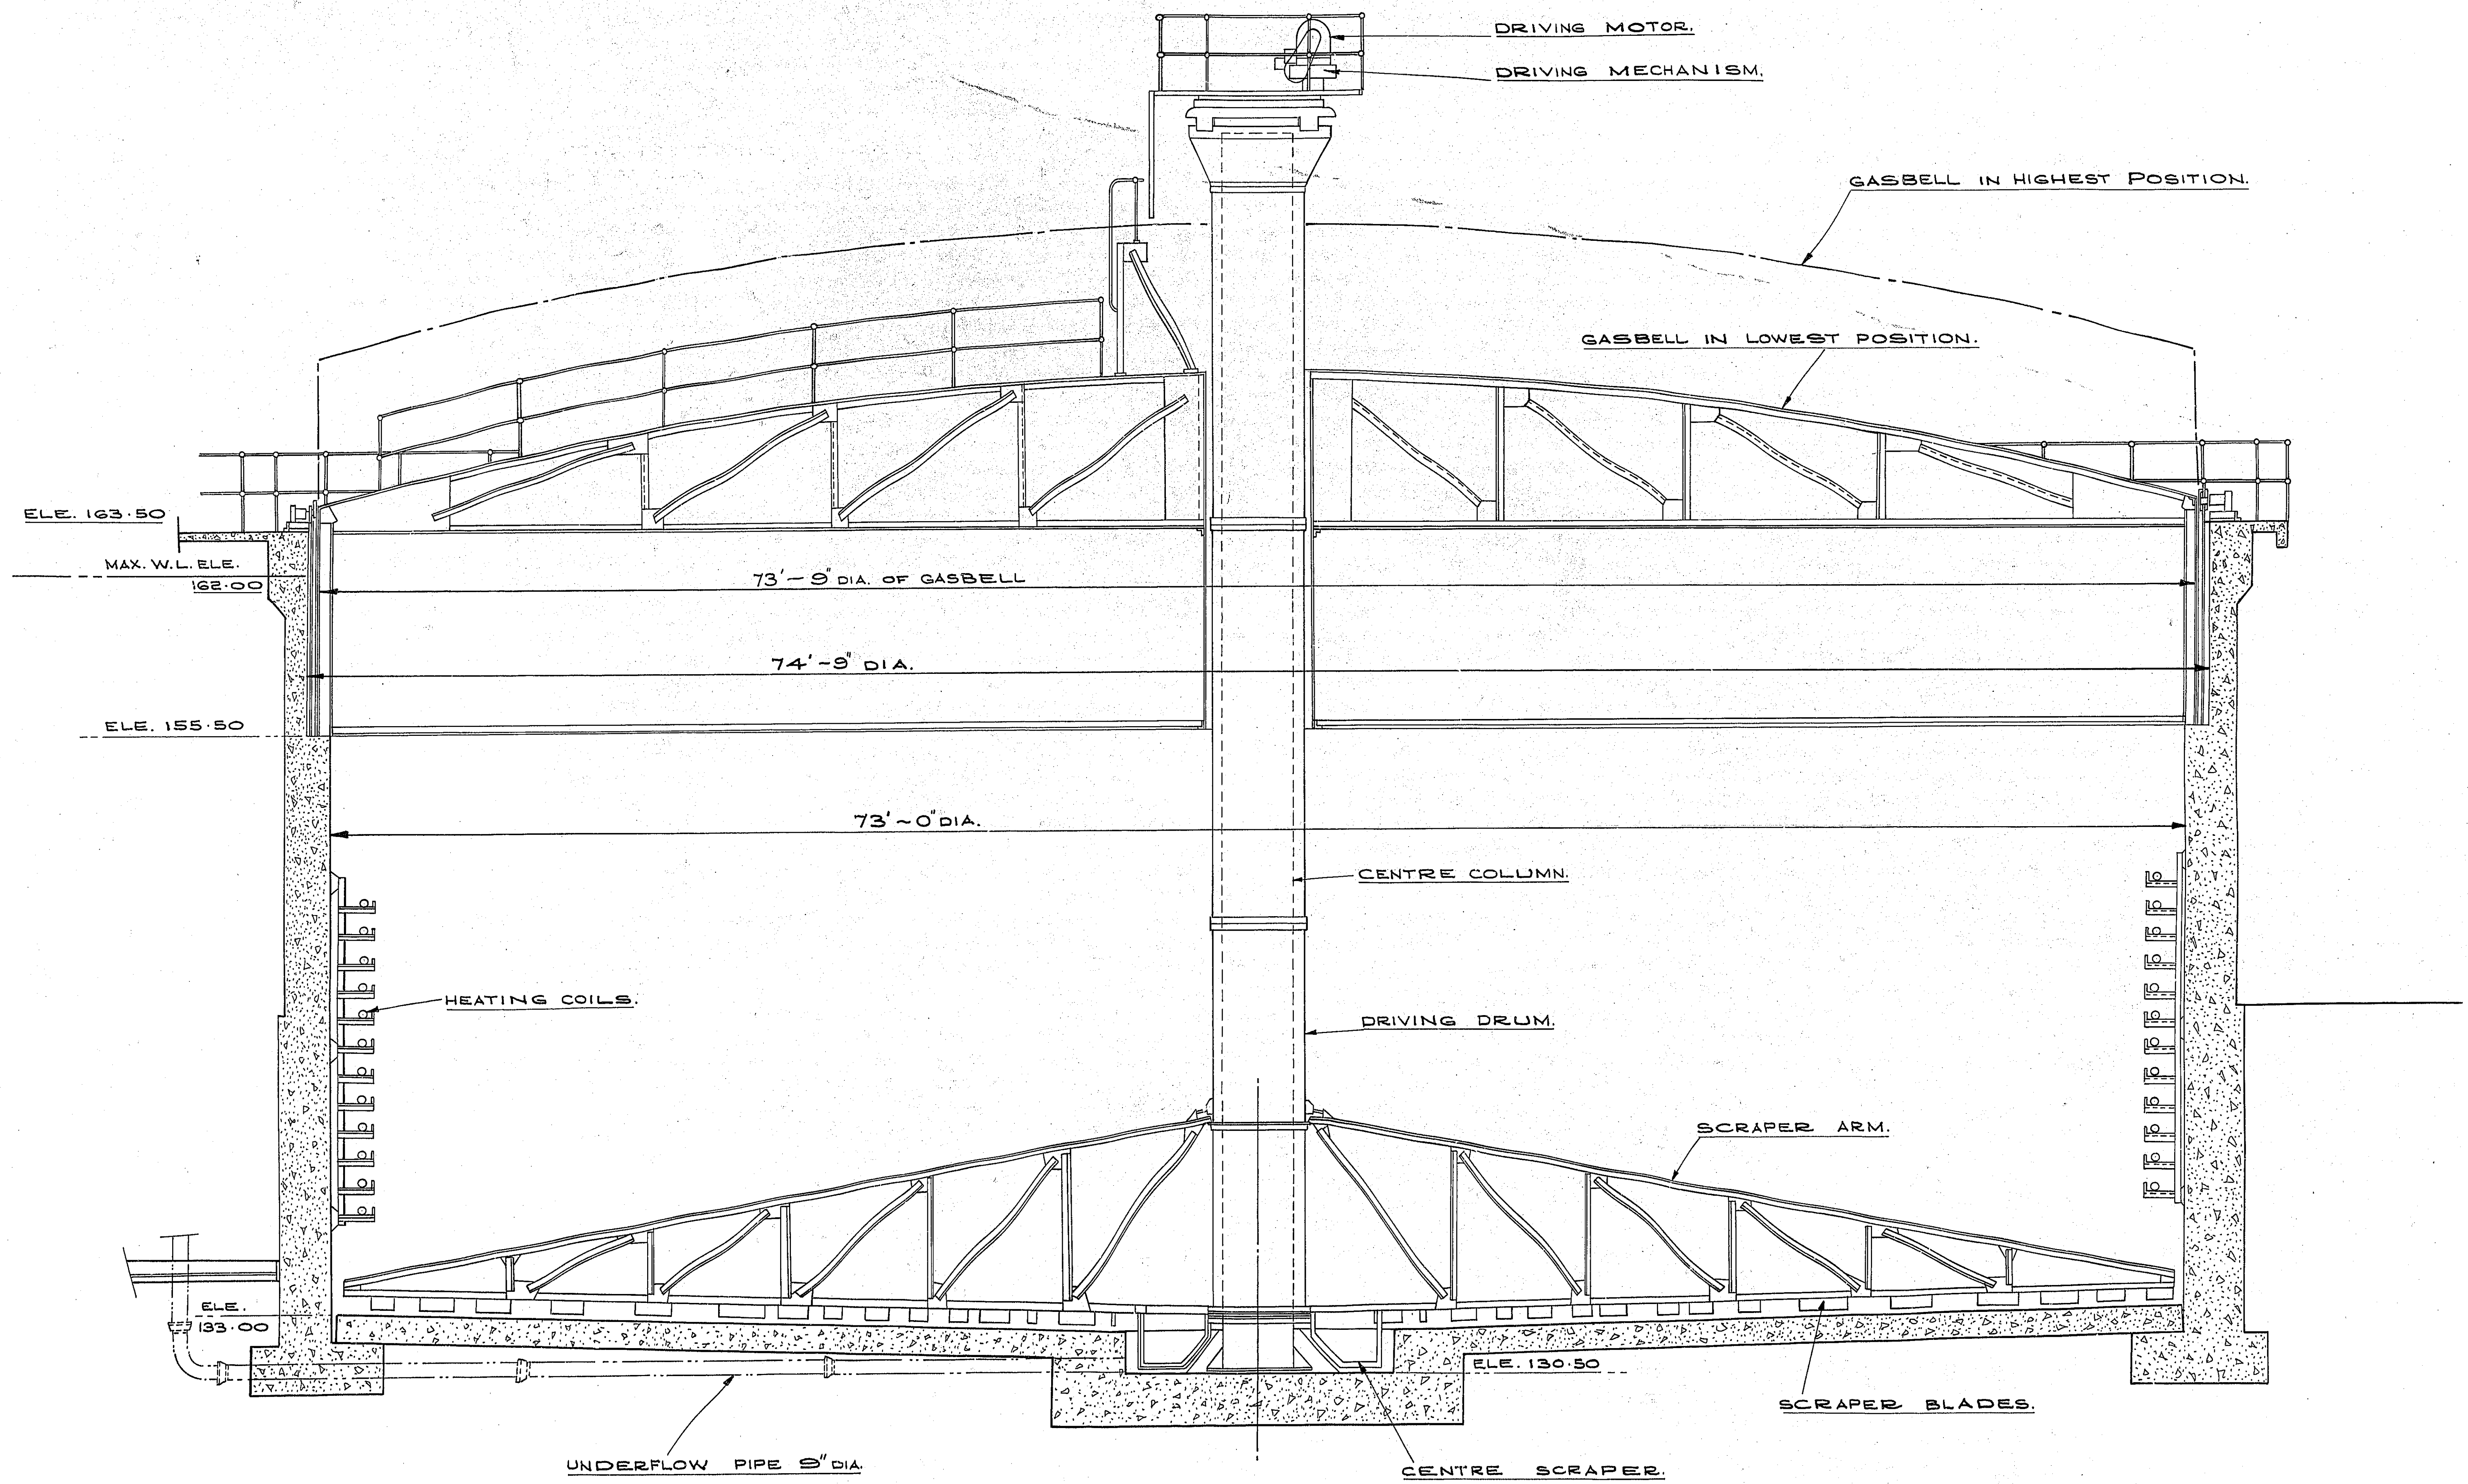 DRIVING MOTOR.
DRIVING MECHANISM.
GASBELL IN HIGHEST POSITION.
GASBELL IN LOWEST POSITION.
ELE. 163·50
MAX. W.L. ELE.
162·00
73'–9" DIA. OF GASBELL
74'–9" DIA.
ELE. 155·50
73'~0" DIA.
CENTRE COLUMN.
HEATING COILS.
DRIVING DRUM.
SCRAPER ARM.
ELE.
133·00
ELE. 130·50
SCRAPER BLADES.
UNDERFLOW PIPE 9" DIA.
CENTRE SCRAPER.